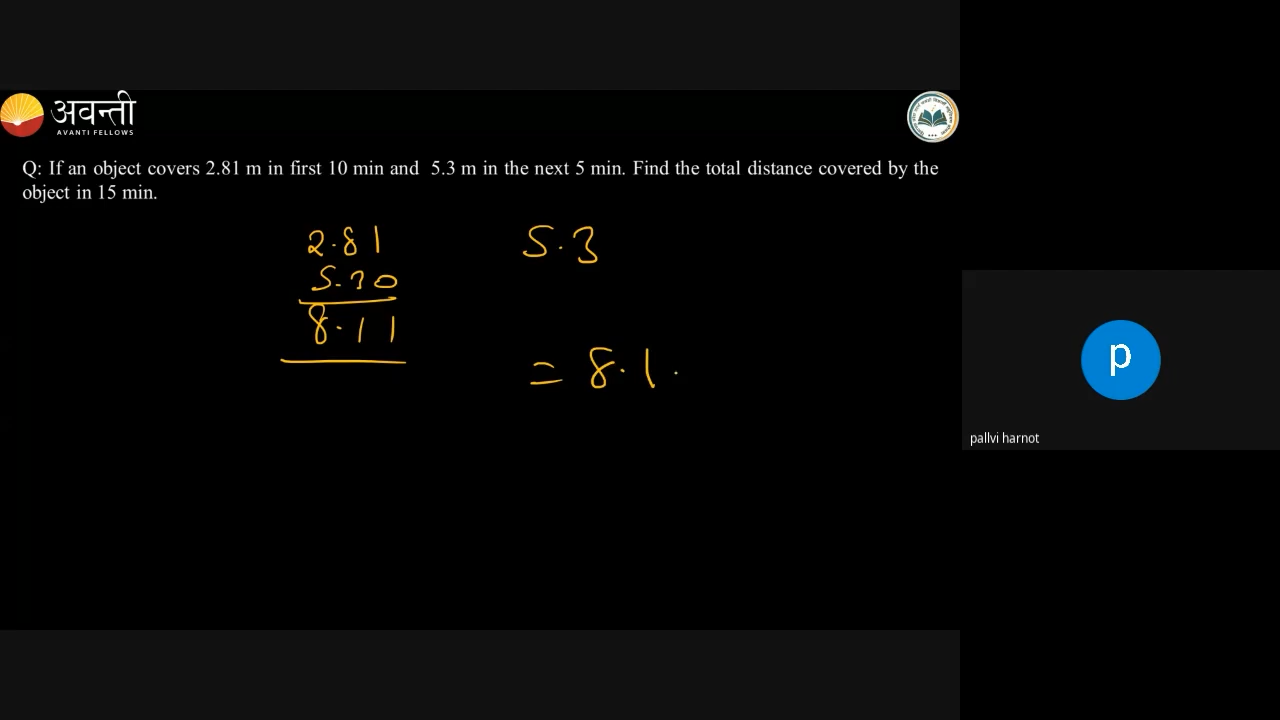 अवन्ती
AVANTI FELLOWS
Q: If an object covers 2.81 m in first 10 min and 5.3 m in the next 5 min. Find the total distance covered by the
object in 15 min.
2.81
5.3
5.30
8.11
= 8.1.
p
pallvi harnot